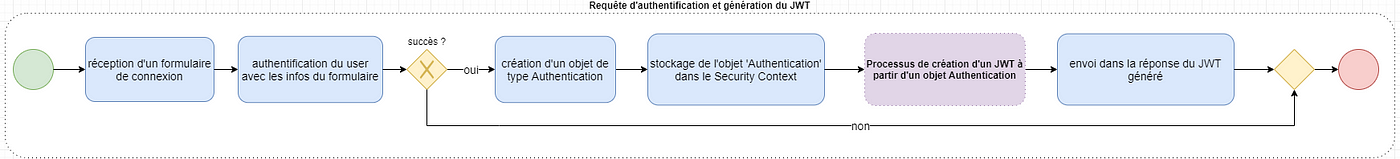 Requête d'authentification et génération du JWT
réception d'un formulaire
de connexion
authentification du user
avec les infos du formulaire
succès ?
oui
création d'un objet de
type Authentication
stockage de l'objet 'Authentication'
dans le Security Context
Processus de création d'un JWT à
partir d'un objet Authentication
envoi dans la réponse du JWT
généré
non